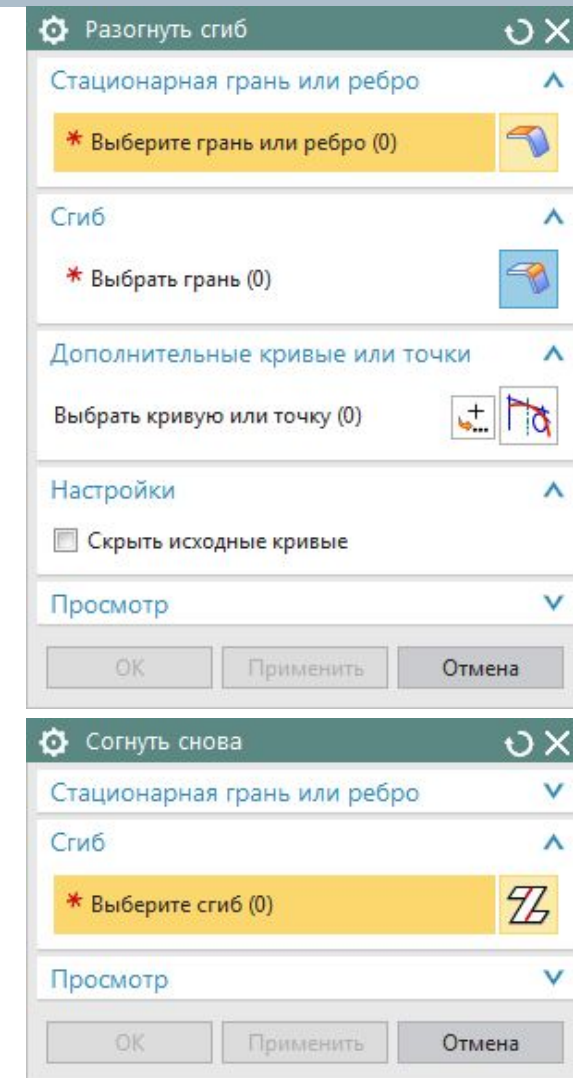 Разогнуть сгиб
Стационарная грань или ребро
* Выберите грань или ребро (0)
Сгиб
* Выбрать грань (0)
Дополнительные кривые или точки
Выбрать кривую или точку (0)
Настройки
Скрыть исходные кривые
Просмотр
ОК Применить Отмена
Согнуть снова
Стационарная грань или ребро
Сгиб
* Выберите сгиб (0)
Просмотр
ОК Применить Отмена